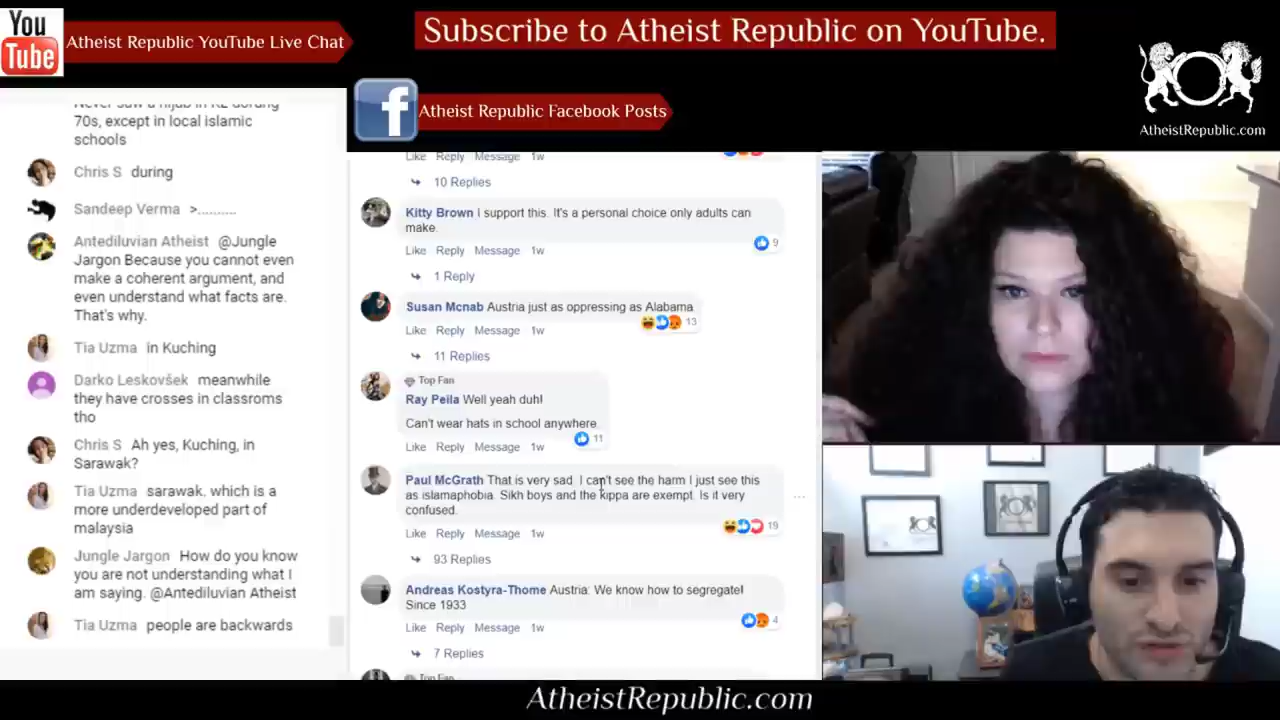 You
Tube
Atheist Republic YouTube Live Chat
Subscribe to Atheist Republic on YouTube.
AtheistRepublic.com
f
Atheist Republic Facebook Posts
Never saw a hijab in KL
70s, except in local islamic
schools
Chris S during
Sandeep Verma >..........
Antediluvian Atheist @Jungle
Jargon Because you cannot even
make a coherent argument, and
even understand what facts are.
That's why.
Tia Uzma in Kuching
Darko Leskovšek meanwhile
they have crosses in classroms
tho
Chris S Ah yes, Kuching, in
Sarawak?
Tia Uzma sarawak. which is a
more underdeveloped part of
malaysia
Jungle Jargon How do you know
you are not understanding what I
am saying. @Antediluvian Atheist
Tia Uzma people are backwards
Like Reply Message 1w
10 Replies
Kitty Brown I support this. It's a personal choice only adults can
make.
9
Like Reply Message 1w
1 Reply
Susan Mcnab Austria just as oppressing as Alabama
13
Like Reply Message 1w
11 Replies
Top Fan
Ray Peila Well yeah duh!
Can't wear hats in school anywhere.
11
Like Reply Message 1w
Paul McGrath That is very sad. I can't see the harm I just see this
as islamaphobia. Sikh boys and the kippa are exempt. Is it very
confused.
19
Like Reply Message 1w
93 Replies
Andreas Kostyra-Thome Austria: We know how to segregate!
Since 1933
4
Like Reply Message 1w
7 Replies
Top Fan
AtheistRepublic.com